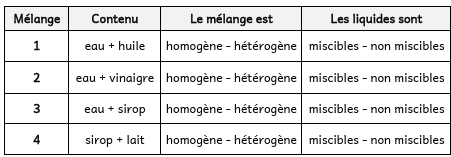 Mélange Contenu Le mélange est Les liquides sont
1 eau + huile homogène - hétérogène miscibles - non miscibles
2 eau + vinaigre homogène - hétérogène miscibles - non miscibles
3 eau + sirop homogène - hétérogène miscibles - non miscibles
4 sirop + lait homogène - hétérogène miscibles - non miscibles